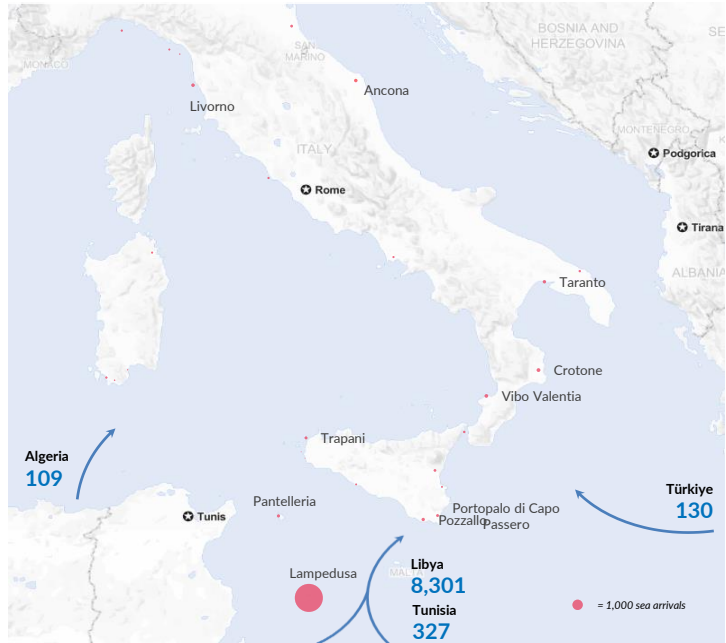 BOSNIA AND
HERZEGOVINA
SE
SAN
MARINO
MONACO
Ancona
Livorno
MONTENEGRO
K
ITALY
Podgorica
Rome
Tirana
ALBANIA
Taranto
Crotone
Vibo Valentia
Trapani
Algeria
109
Türkiye
130
Pantelleria
Tunis
Portopalo di Capo
Passero
Pozzallo
Lampedusa
Libya
8,301
MALTA
Tunisia
327
= 1,000 sea arrivals